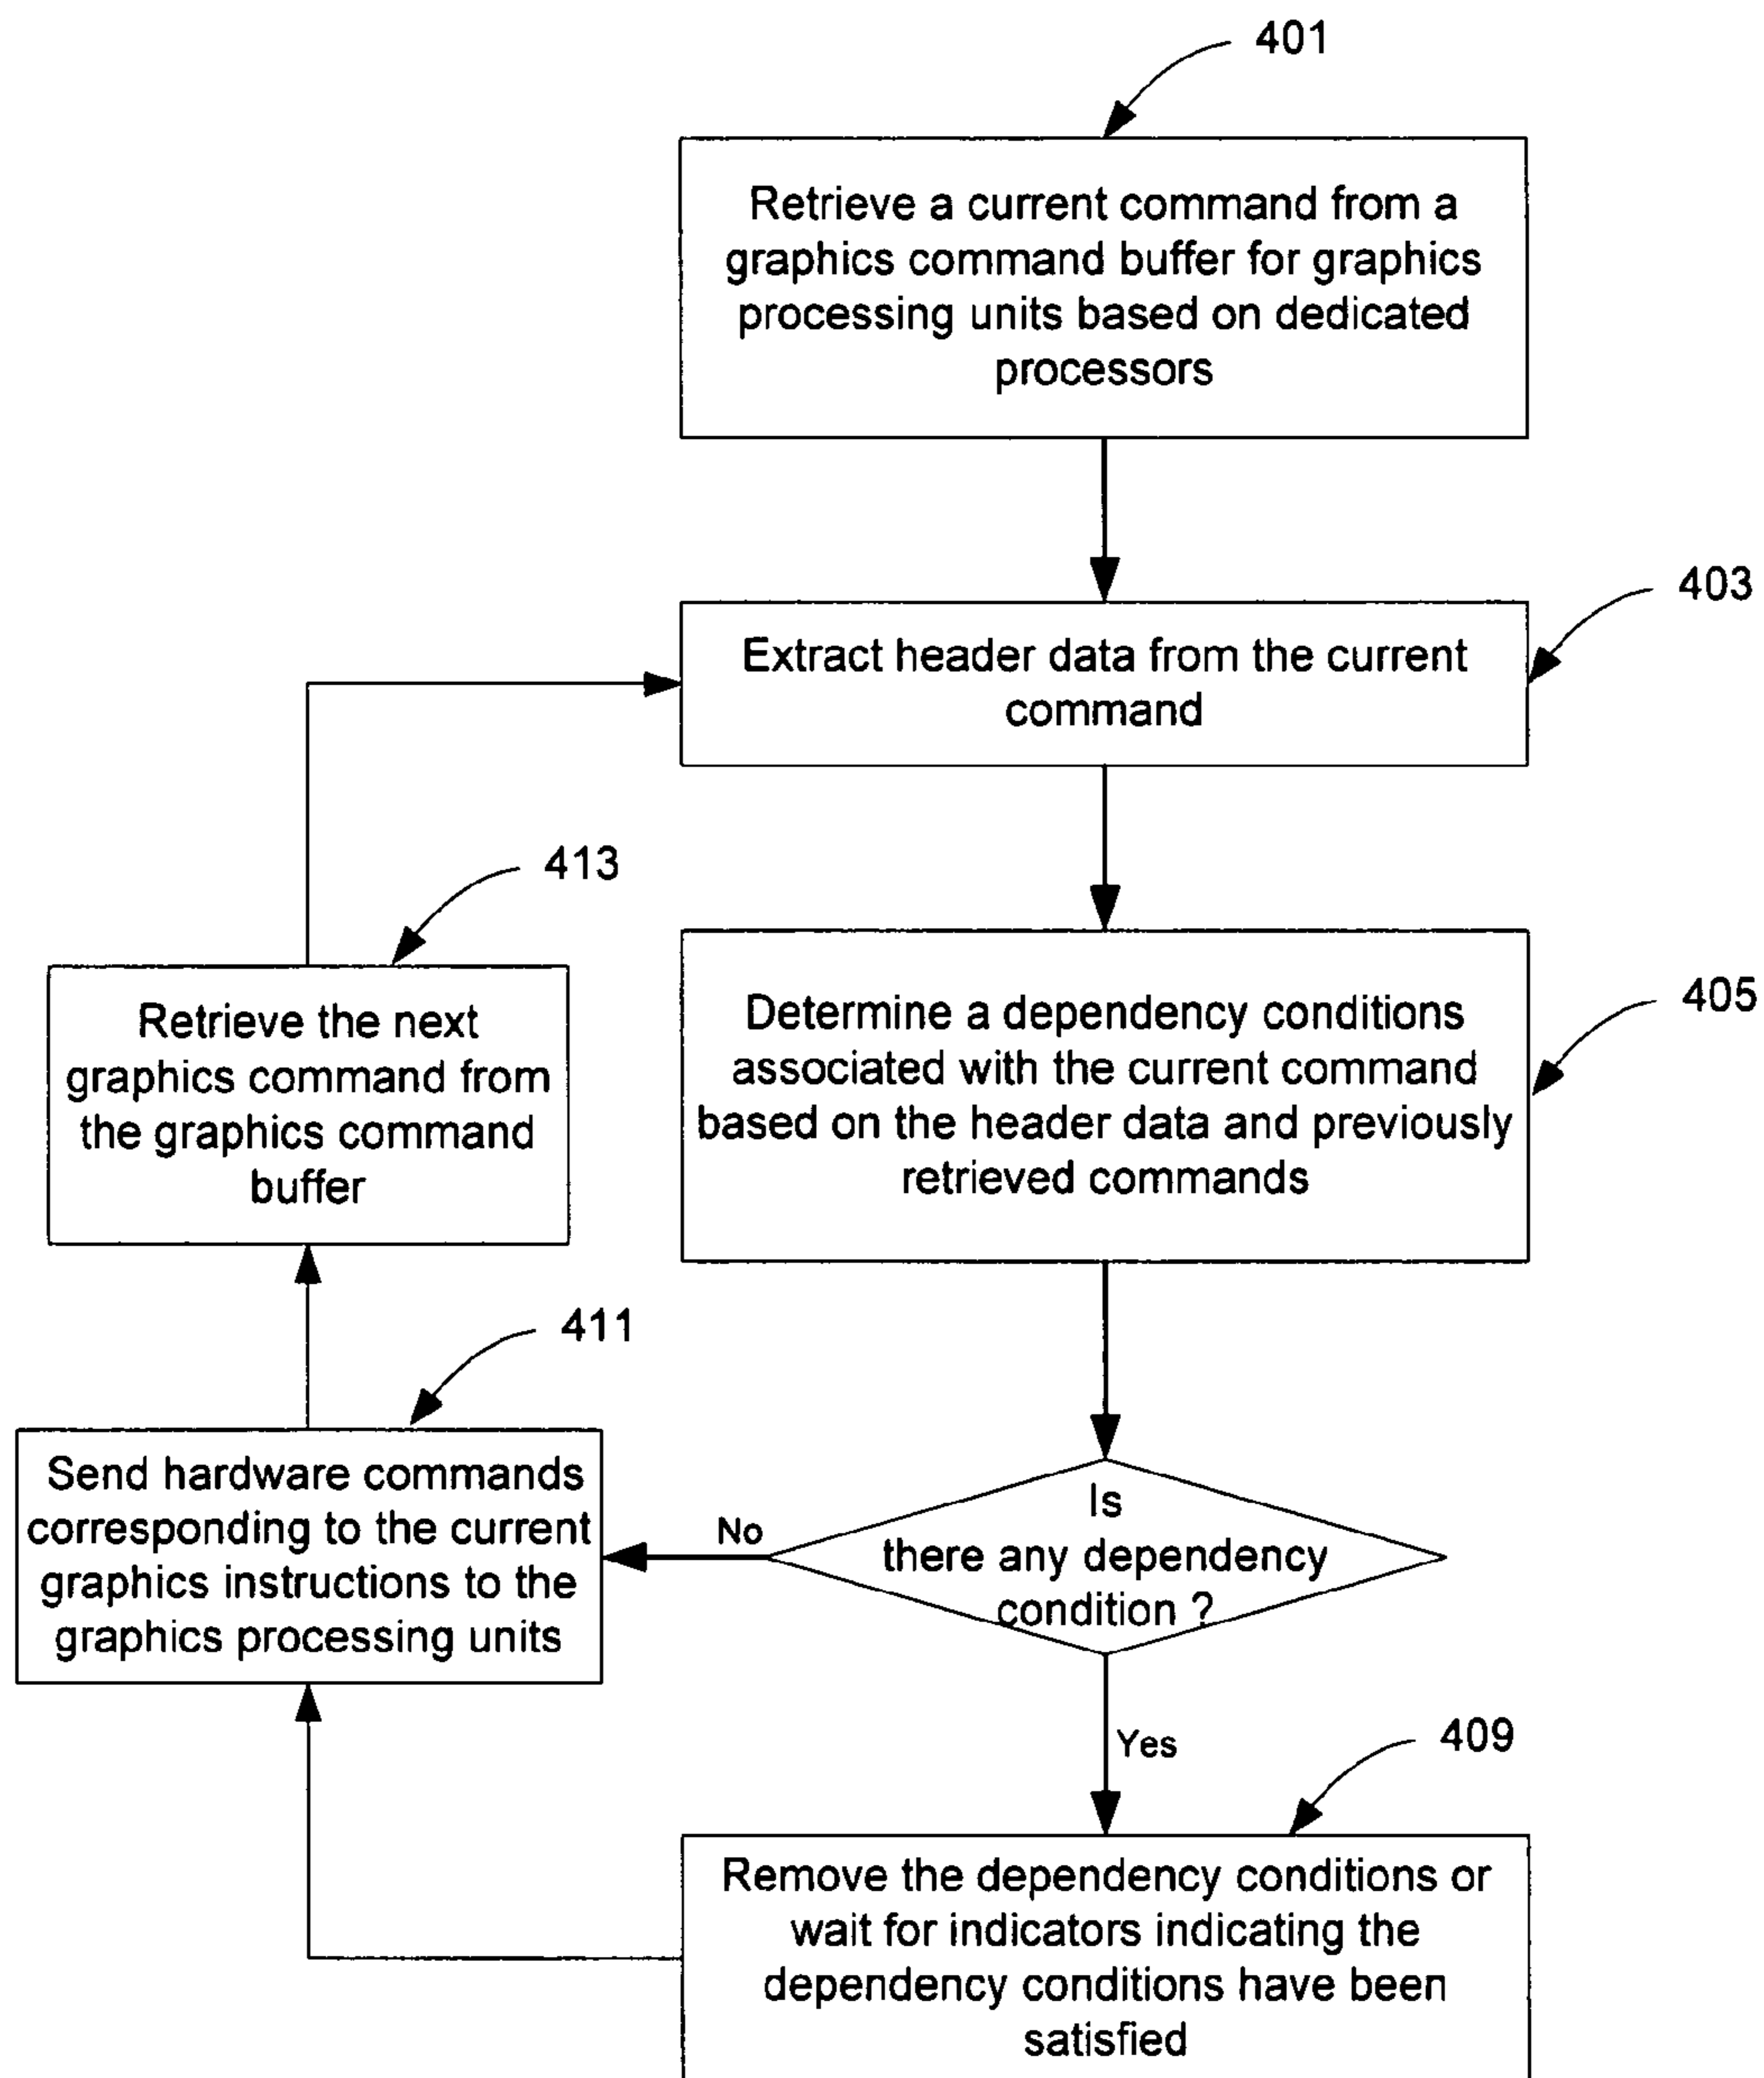 401
Retrieve a current command from a
graphics command buffer for graphics
processing units based on dedicated
processors
403
Extract header data from the current
command
413
Retrieve the next
graphics command from
the graphics command
buffer
405
Determine a dependency conditions
associated with the current command
based on the header data and previously
retrieved commands
411
Send hardware commands
corresponding to the current
graphics instructions to the
graphics processing units
No
Is
there any dependency
condition ?
Yes
409
Remove the dependency conditions or
wait for indicators indicating the
dependency conditions have been
satisfied